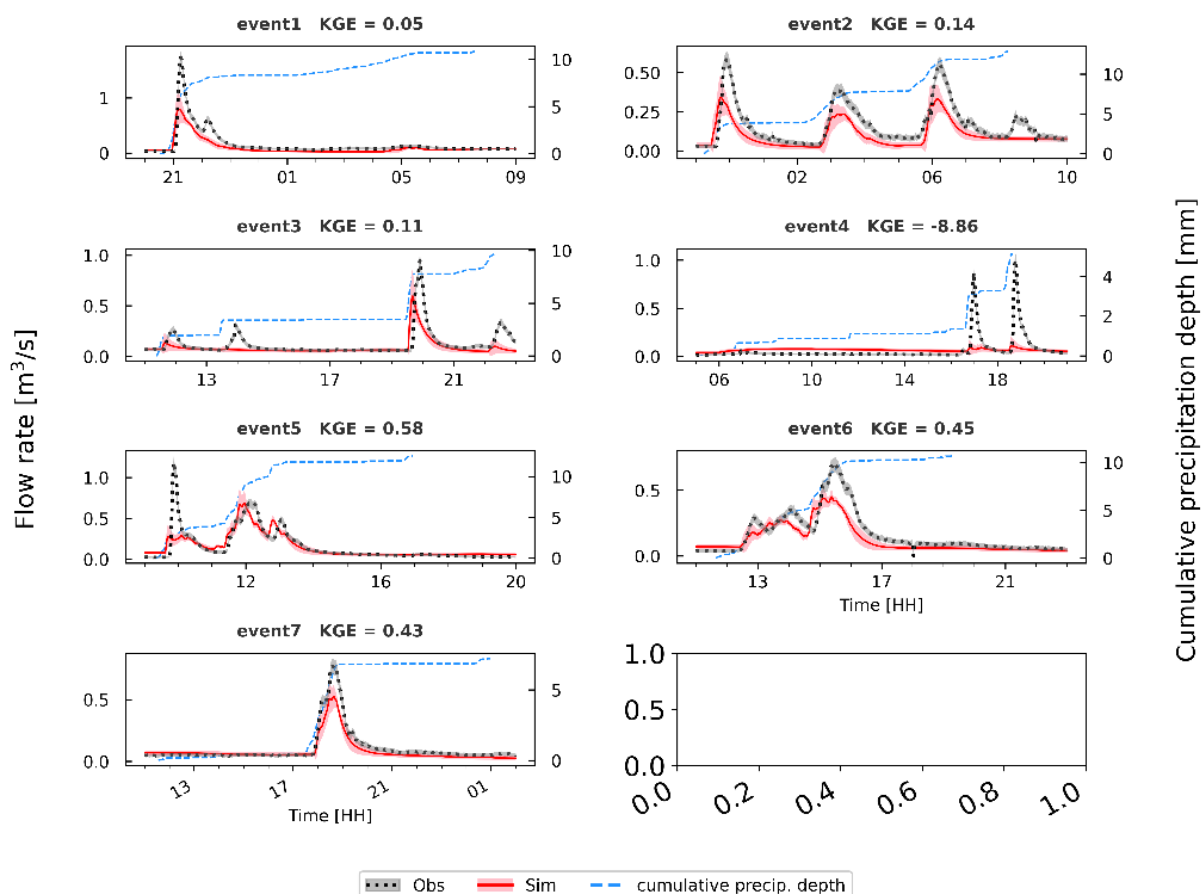 event1 KGE = 0.05
event2 KGE = 0.14
1
0
10
5
0
21 01 05 09
0.50
0.25
0.00
10
5
0
02 06 10
event3 KGE = 0.11
event4 KGE = -8.86
1.0
0.5
0.0
10
5
0
13 17 21
1.0
0.5
0.0
4
2
0
06 10 14 18
event5 KGE = 0.58
event6 KGE = 0.45
1.0
0.5
0.0
10
5
0
12 16 20
0.5
0.0
10
5
0
13 17 21
Time [HH]
event7 KGE = 0.43
0.5
0.0
5
0
13 17 21 01
Time [HH]
1.0
0.5
0.0
0.0 0.2 0.4 0.6 0.8 1.0
Flow rate [m³/s]
Cumulative precipitation depth [mm]
Obs Sim cumulative precip. depth